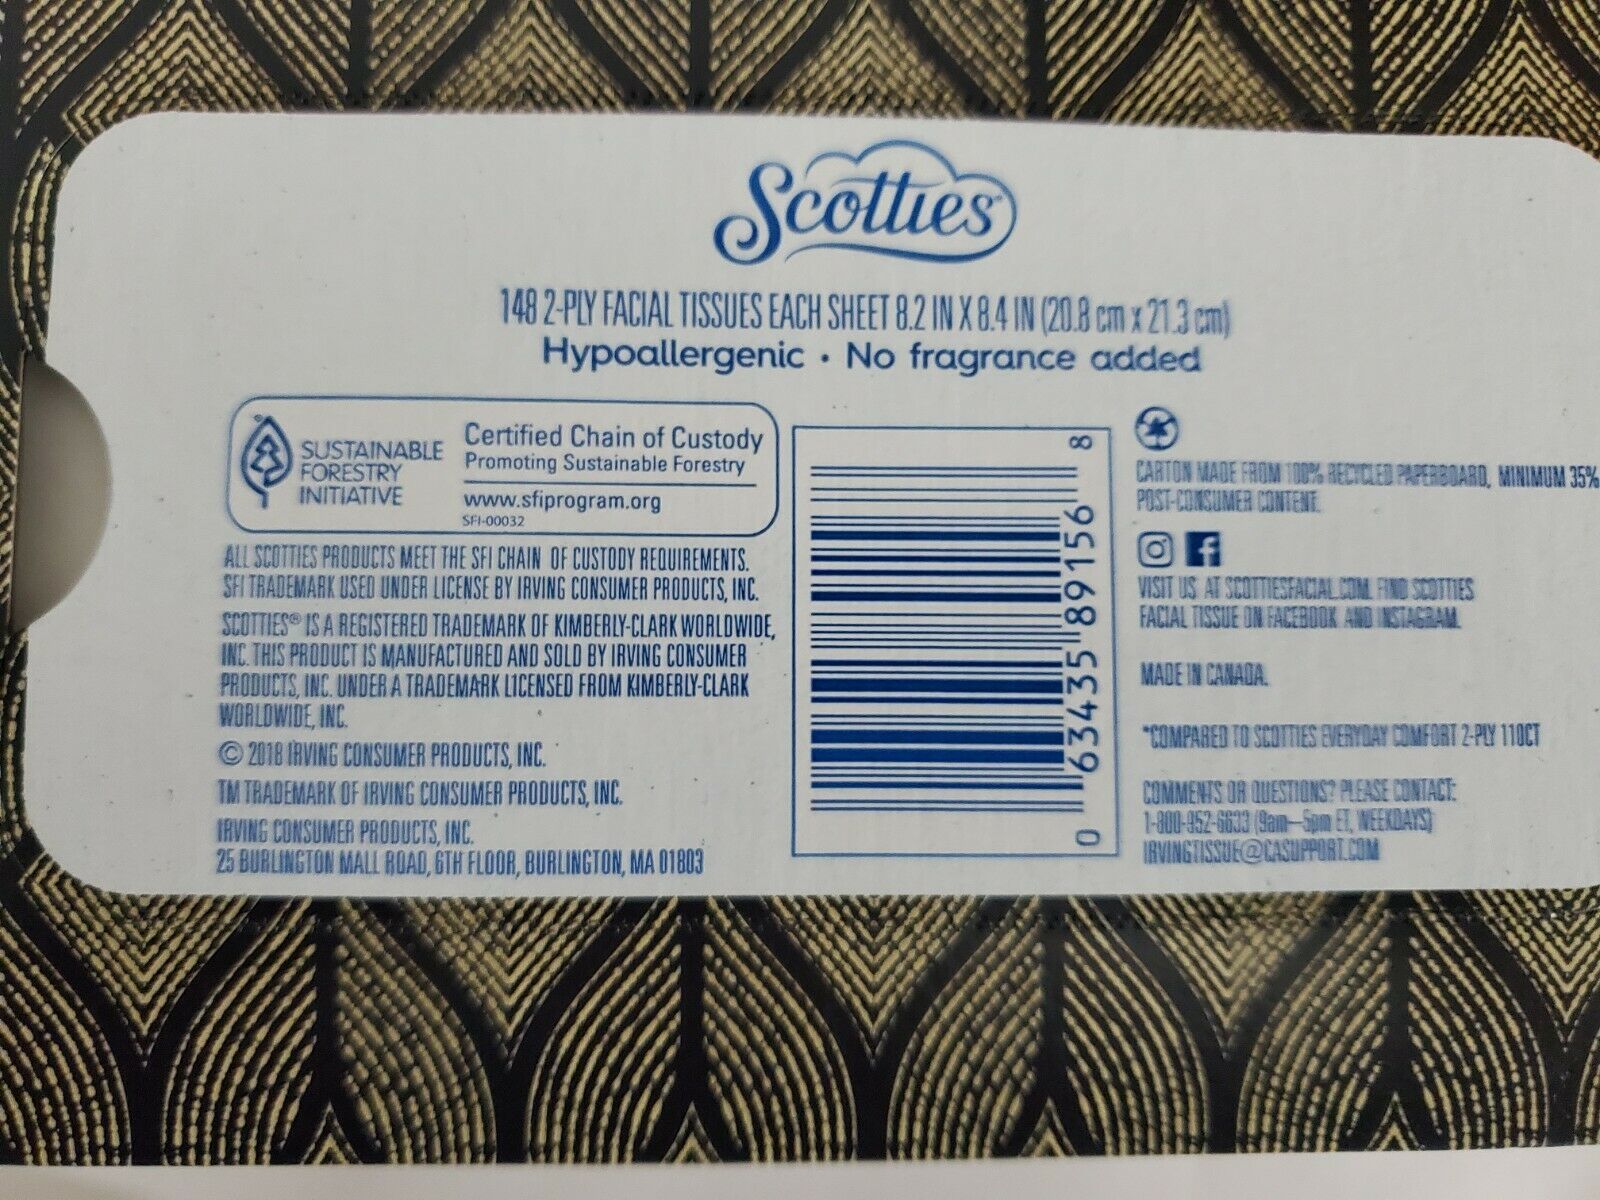 Scotties®
148 2-PLY FACIAL TISSUES EACH SHEET 8.2 IN X 8.4 IN (20.8 cm x 21.3 cm)
Hypoallergenic • No fragrance added
SUSTAINABLE
FORESTRY
INITIATIVE
Certified Chain of Custody
Promoting Sustainable Forestry
www.sfiprogram.org
SFI-00032
ALL SCOTTIES PRODUCTS MEET THE SFI CHAIN OF CUSTODY REQUIREMENTS.
SFI TRADEMARK USED UNDER LICENSE BY IRVING CONSUMER PRODUCTS, INC.
SCOTTIES® IS A REGISTERED TRADEMARK OF KIMBERLY-CLARK WORLDWIDE,
INC. THIS PRODUCT IS MANUFACTURED AND SOLD BY IRVING CONSUMER
PRODUCTS, INC. UNDER A TRADEMARK LICENSED FROM KIMBERLY-CLARK
WORLDWIDE, INC.
© 2018 IRVING CONSUMER PRODUCTS, INC.
TM TRADEMARK OF IRVING CONSUMER PRODUCTS, INC.
IRVING CONSUMER PRODUCTS, INC.
25 BURLINGTON MALL ROAD, 6TH FLOOR, BURLINGTON, MA 01803
0 63435 89156 8
CARTON MADE FROM 100% RECYCLED PAPERBOARD, MINIMUM 35%
POST-CONSUMER CONTENT.
VISIT US AT SCOTTIESFACIAL.COM. FIND SCOTTIES
FACIAL TISSUE ON FACEBOOK AND INSTAGRAM.
MADE IN CANADA.
*COMPARED TO SCOTTIES EVERYDAY COMFORT 2-PLY 110CT
COMMENTS OR QUESTIONS? PLEASE CONTACT:
1-800-952-6633 (9am–5pm ET, WEEKDAYS)
IRVINGTISSUE@CASUPPORT.COM